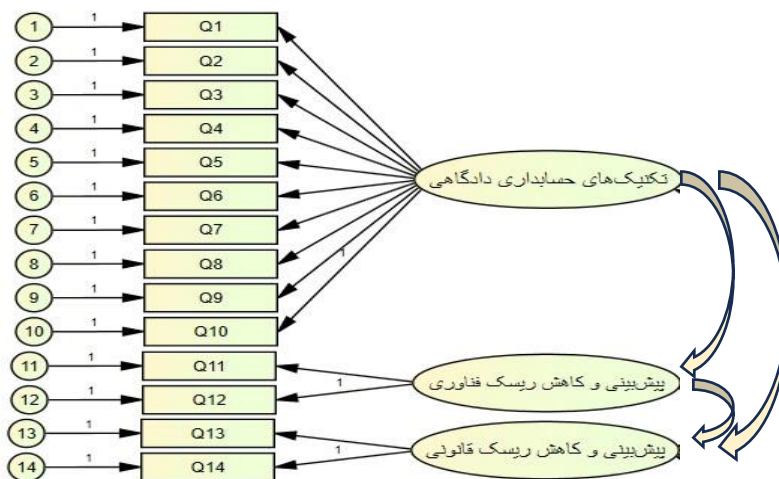 1 1 Q1
2 1 Q2
3 1 Q3
4 1 Q4
5 1 Q5
تکنیک‌های حسابداری دادگاهی
6 1 Q6
7 1 Q7
8 1 Q8 1
9 1 Q9
10 1 Q10
11 1 Q11
پیش‌بینی و کاهش ریسک فناوری
12 1 Q12 1
13 1 Q13
پیش‌بینی و کاهش ریسک قانونی
14 1 Q14 1